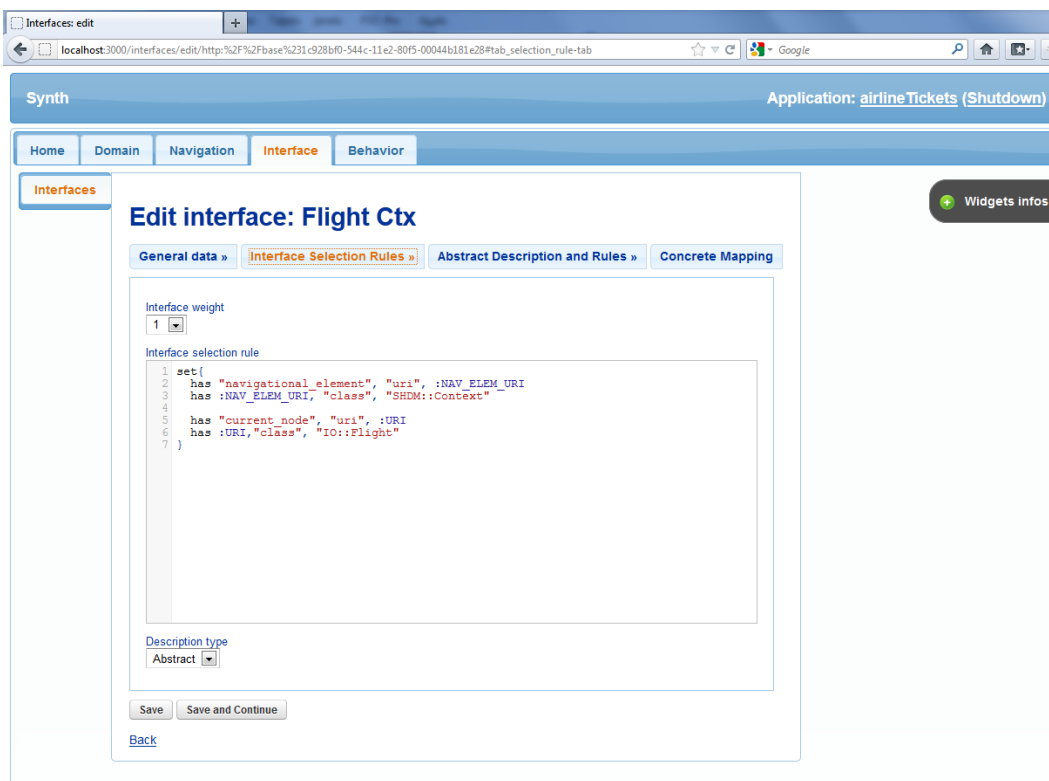 Interfaces: edit
+
localhost:3000/interfaces/edit/http:%2F%2Fbase%231c928bf0-544c-11e2-80f5-00044b181e28#tab_selection_rule-tab
Google
Synth
Application: airlineTickets (Shutdown)
Home Domain Navigation Interface Behavior
Interfaces
Widgets infos
Edit interface: Flight Ctx
General data » Interface Selection Rules » Abstract Description and Rules » Concrete Mapping
Interface weight
1
Interface selection rule
1 set{
2 has "navigational_element", "uri", :NAV_ELEM_URI
3 has :NAV_ELEM_URI, "class", "SHDM::Context"
4
5 has "current_node", "uri", :URI
6 has :URI,"class", "IO::Flight"
7 }
Description type
Abstract
Save Save and Continue
Back